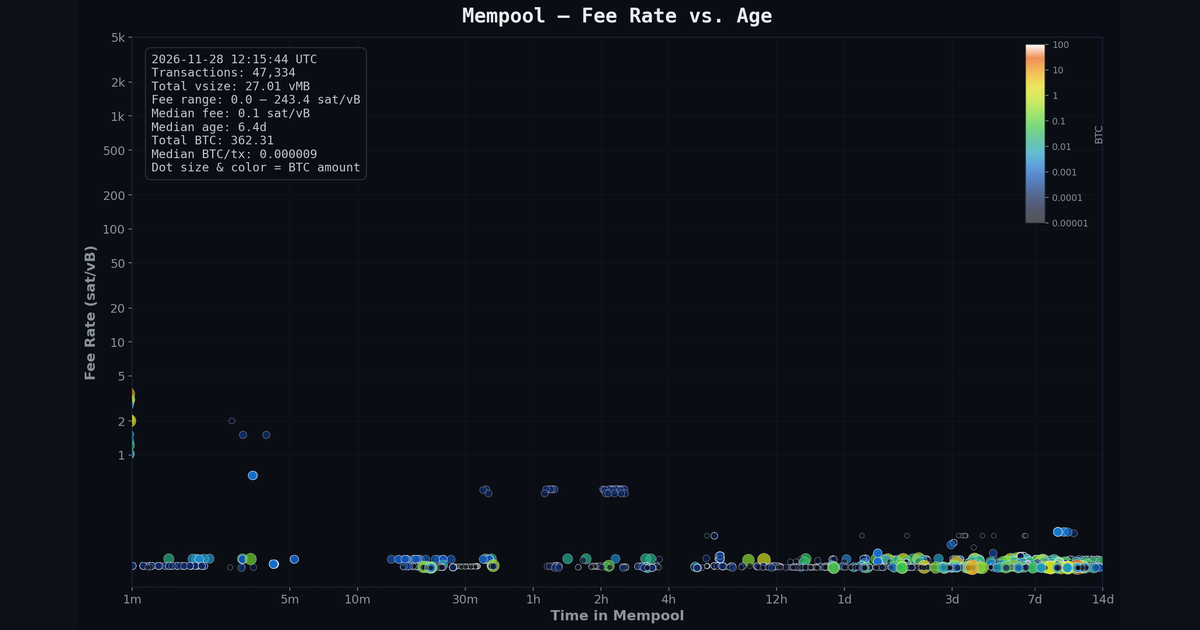 Mempool — Fee Rate vs. Age
5k
2k
1k
500
200
100
50
20
10
5
2
1
Fee Rate (sat/vB)
2026-11-28 12:15:44 UTC
Transactions: 47,334
Total vsize: 27.01 vMB
Fee range: 0.0 — 243.4 sat/vB
Median fee: 0.1 sat/vB
Median age: 6.4d
Total BTC: 362.31
Median BTC/tx: 0.000009
Dot size & color = BTC amount
100
10
1
0.1
0.01
0.001
0.0001
0.00001
BTC
1m 5m 10m 30m 1h 2h 4h 12h 1d 3d 7d 14d
Time in Mempool